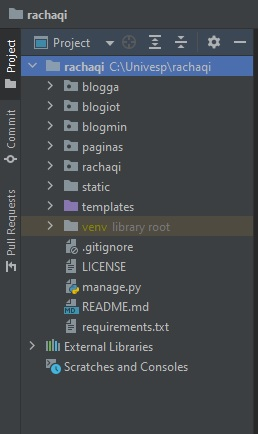 rachaqi
Project
Project
rachaqi C:\Univesp\rachaqi
blogga
blogiot
blogmin
paginas
rachaqi
static
templates
venv library root
.gitignore
LICENSE
manage.py
MD README.md
requirements.txt
External Libraries
Scratches and Consoles
Commit
Pull Requests